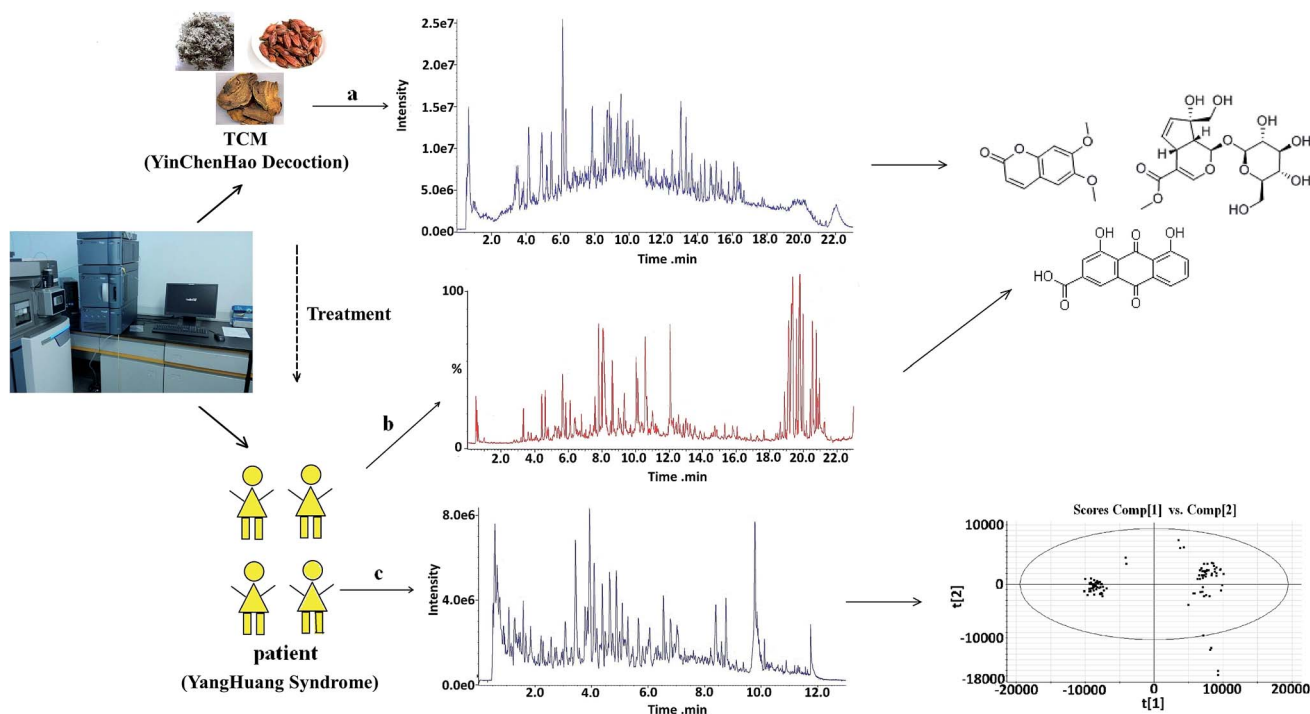 TCM
(YinChenHao Decoction)
a
Intensity
2.5e7
1.5e7
1.0e7
5.0e6
0.0e0
2.0 4.0 6.0 8.0 10.0 12.0 14.0 16.0 18.0 20.0 22.0
Time .min
O
O
O
O
OH
OH
H
H
O
O
O
O
O
HO
OH
OH
OH
HO
Treatment
100
%
0
2.0 4.0 6.0 8.0 10.0 12.0 14.0 16.0 18.0 20.0 22.0
Time .min
OH
O
OH
HO
O
O
b
patient
(YangHuang Syndrome)
c
Intensity
8.0e6
4.0e6
0.0e0
2.0 4.0 6.0 8.0 10.0 12.0
Time .min
Scores Comp[1] vs. Comp[2]
t[2]
10000
0
-10000
-18000
-20000 -10000 0 10000 20000
t[1]